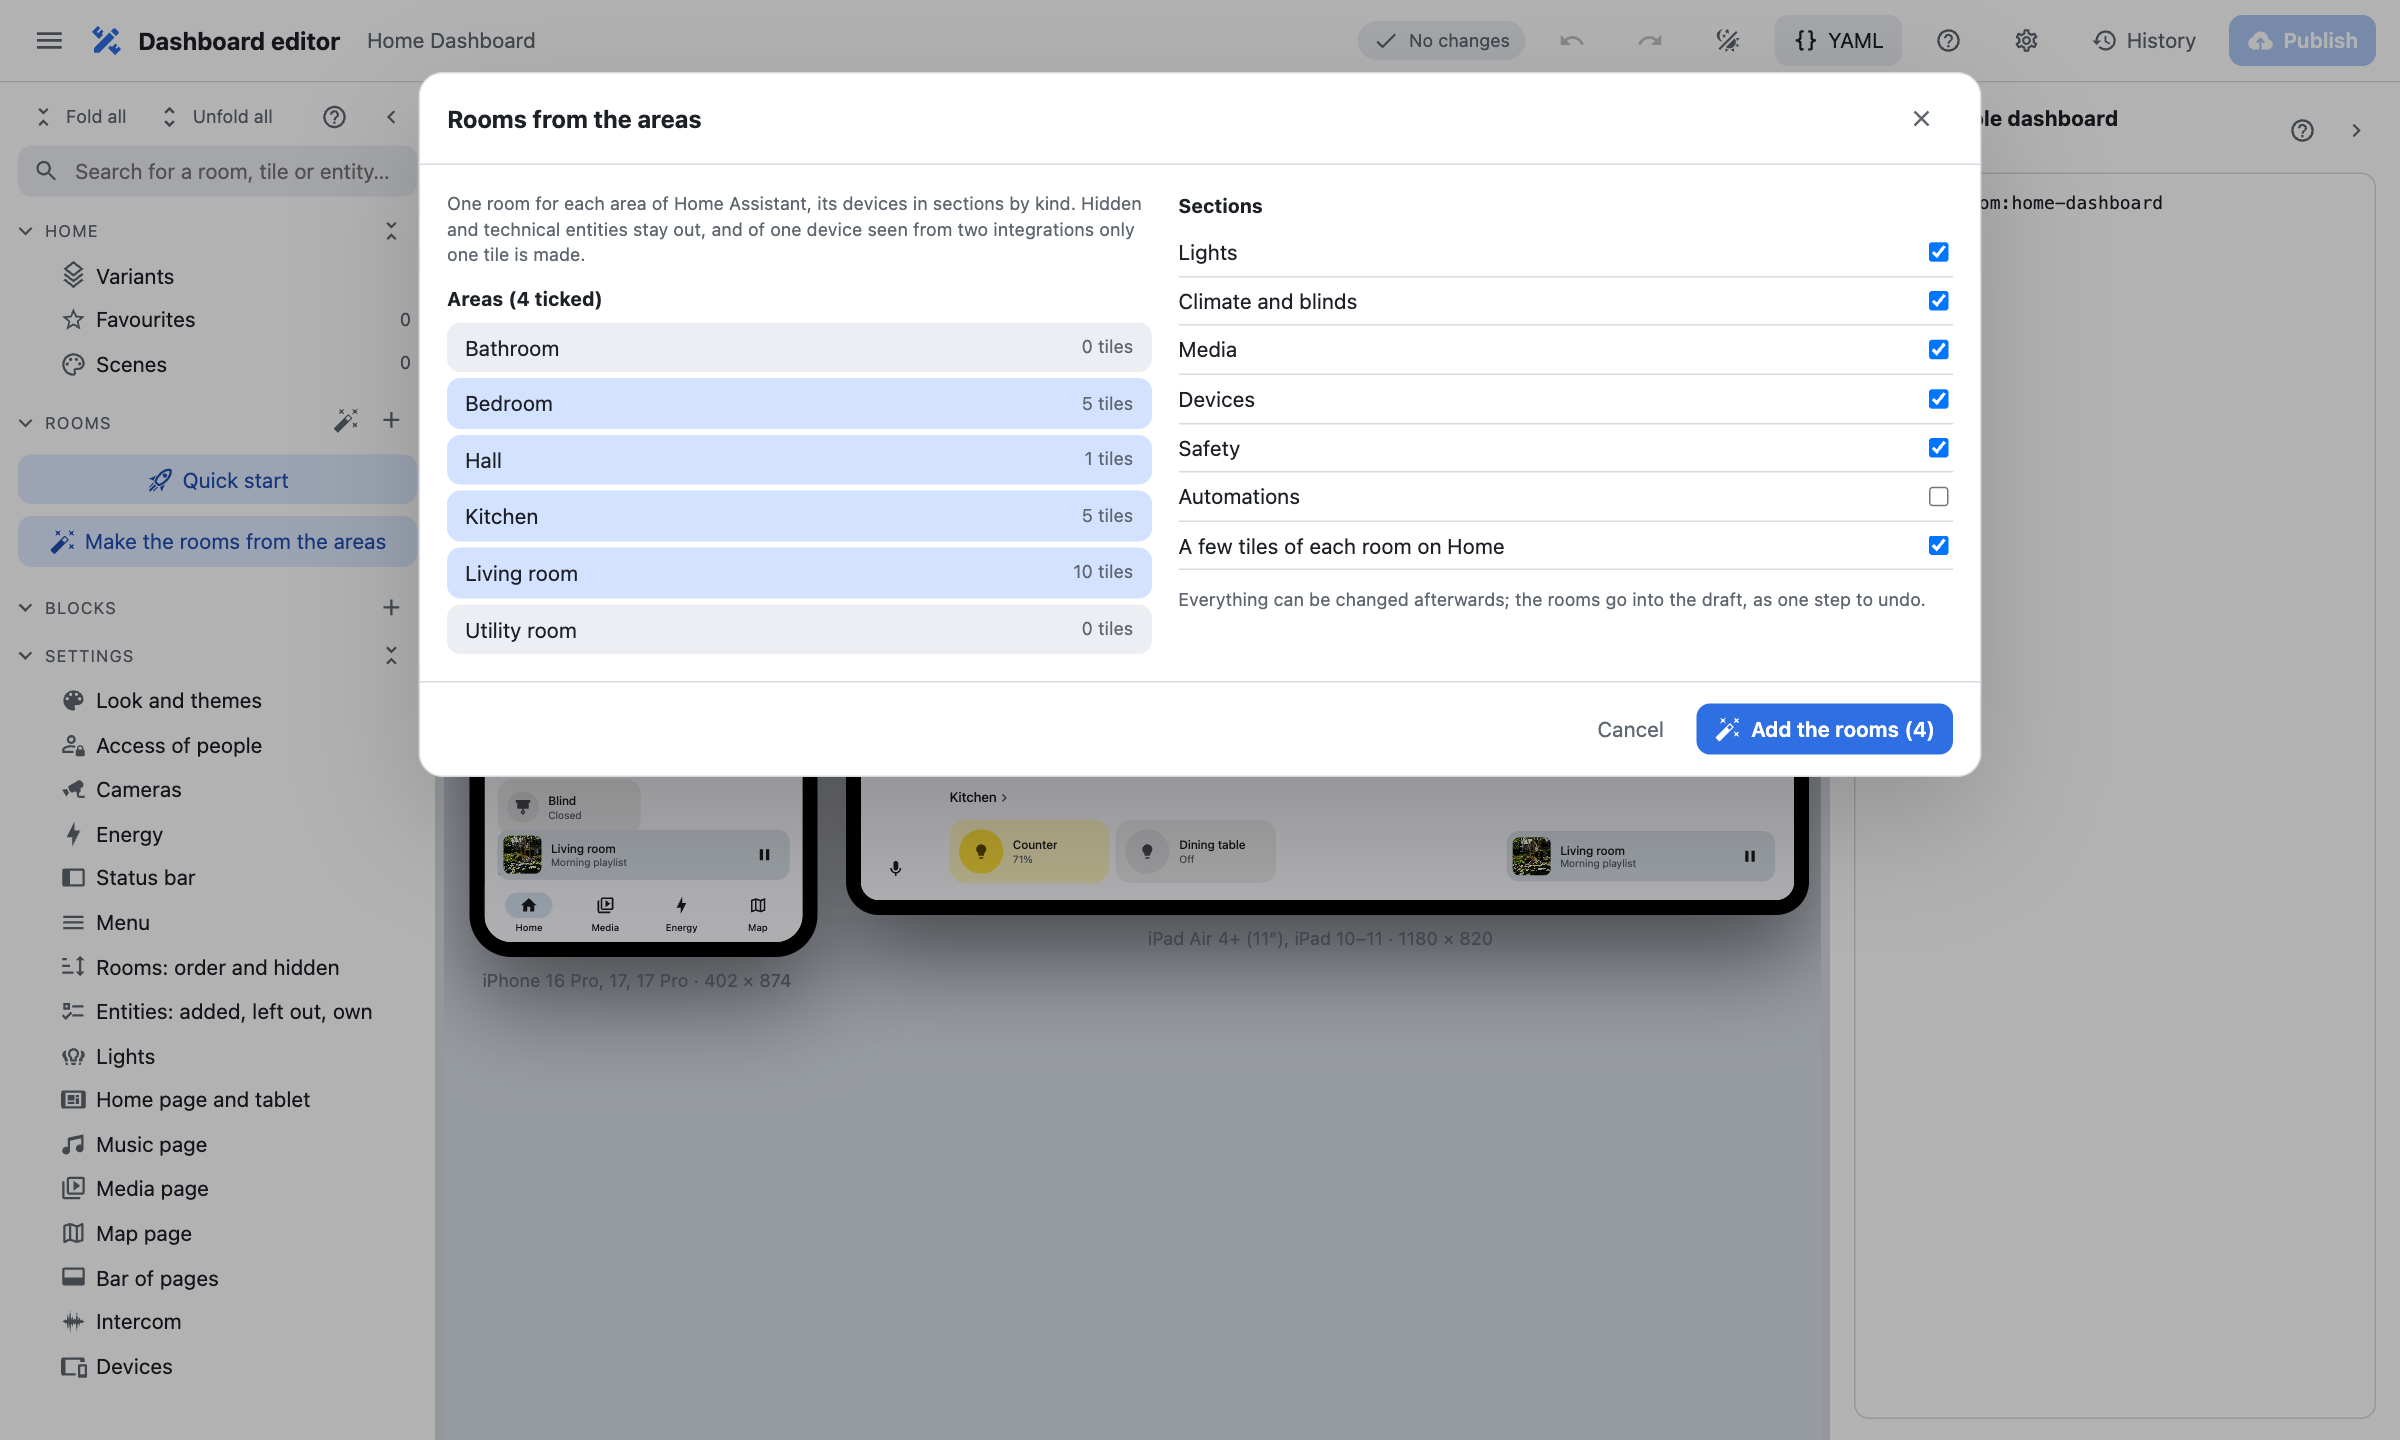 Dashboard editor
Home Dashboard
No changes
{} YAML
History
Publish
Fold all
Unfold all
Search for a room, tile or entity...
HOME
Variants
Favourites 0
Scenes 0
ROOMS
Quick start
Make the rooms from the areas
BLOCKS
SETTINGS
Look and themes
Access of people
Cameras
Energy
Status bar
Menu
Rooms: order and hidden
Entities: added, left out, own
Lights
Home page and tablet
Music page
Media page
Map page
Bar of pages
Intercom
Devices
Rooms from the areas
One room for each area of Home Assistant, its devices in sections by kind. Hidden
and technical entities stay out, and of one device seen from two integrations only
one tile is made.
Areas (4 ticked)
Bathroom 0 tiles
Bedroom 5 tiles
Hall 1 tiles
Kitchen 5 tiles
Living room 10 tiles
Utility room 0 tiles
Sections
Lights
Climate and blinds
Media
Devices
Safety
Automations
A few tiles of each room on Home
Everything can be changed afterwards; the rooms go into the draft, as one step to undo.
Cancel
Add the rooms (4)
Blind
Closed
Living room
Morning playlist
Home
Media
Energy
Map
iPhone 16 Pro, 17, 17 Pro · 402 × 874
Kitchen ›
Counter
71%
Dining table
Off
Living room
Morning playlist
iPad Air 4+ (11″), iPad 10–11 · 1180 × 820
dashboard
:home-dashboard